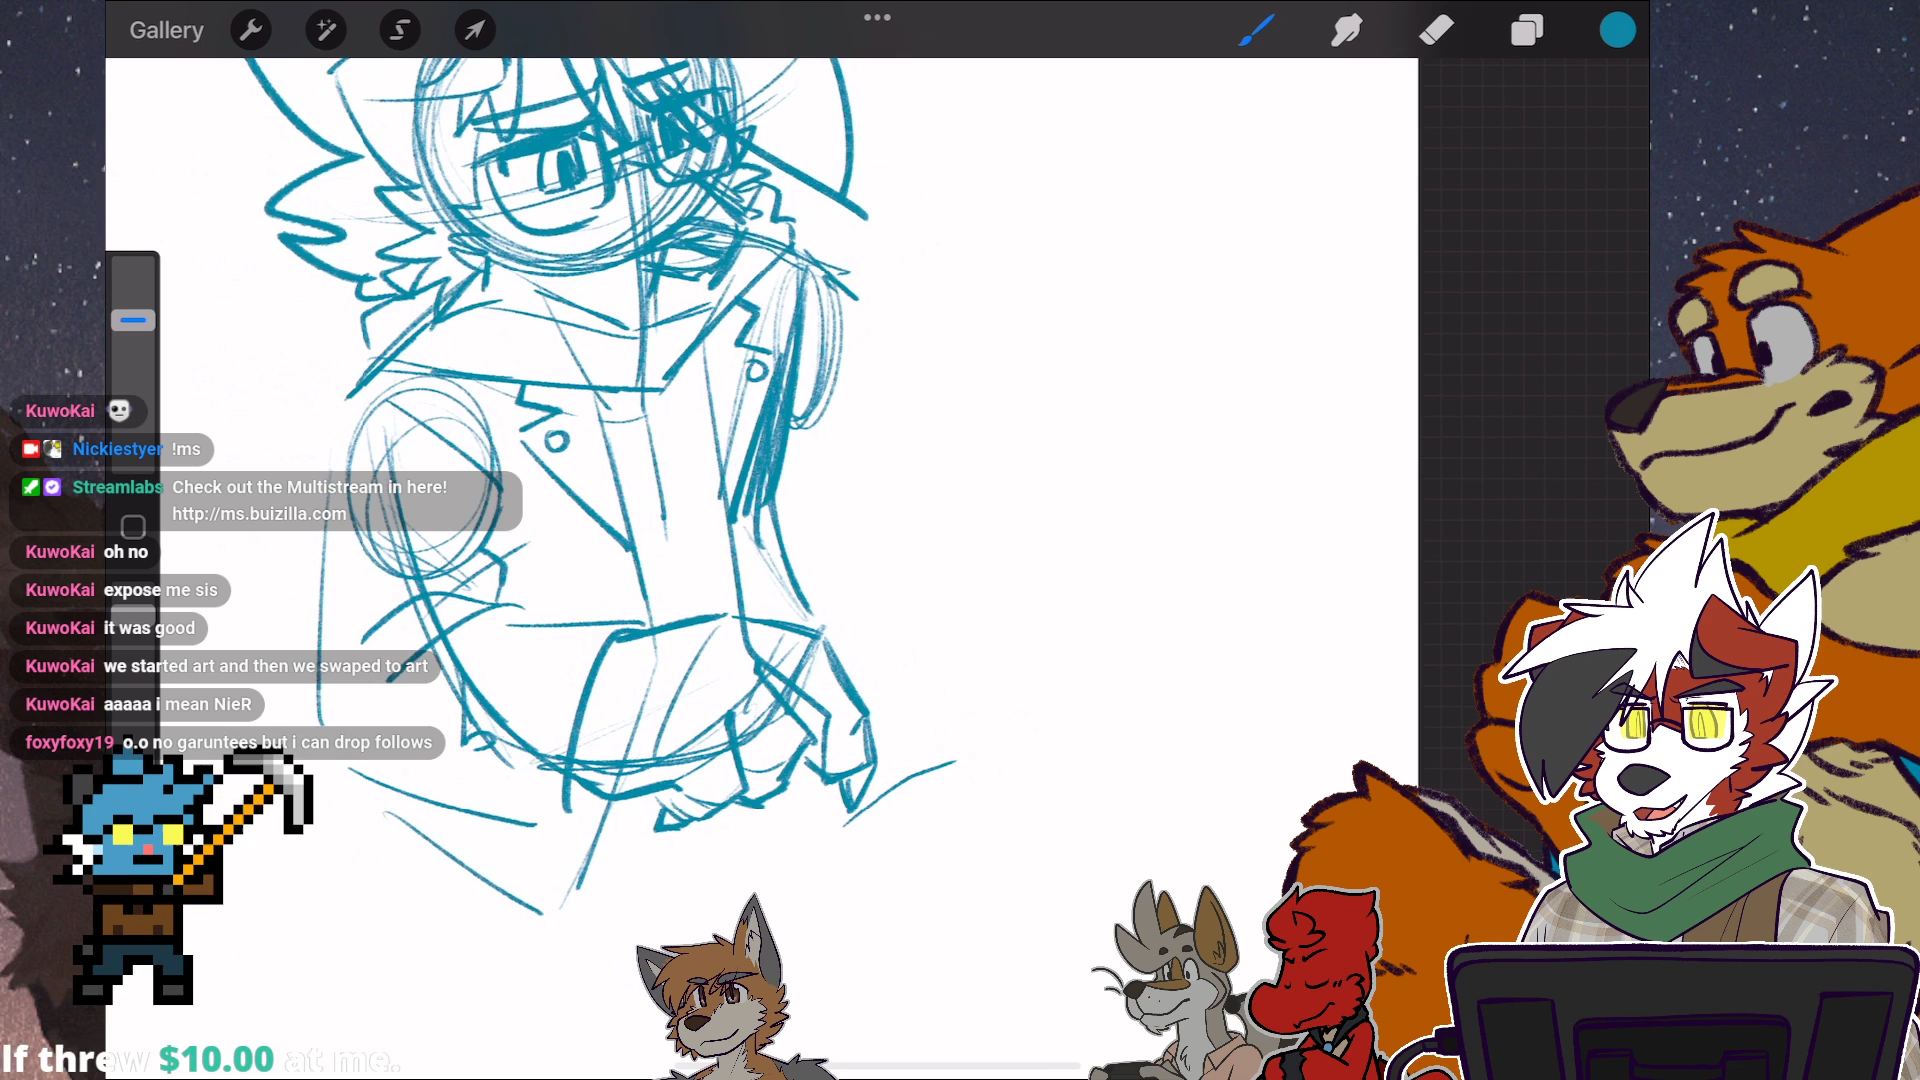 Gallery
KuwoKai
Nickiestyer !ms
Streamlabs Check out the Multistream in here!
http://ms.buizilla.com
KuwoKai oh no
KuwoKai expose me sis
KuwoKai it was good
KuwoKai we started art and then we swaped to art
KuwoKai aaaaa i mean NieR
foxyfoxy19 o.o no garuntees but i can drop follows
lf threw $10.00 at me.